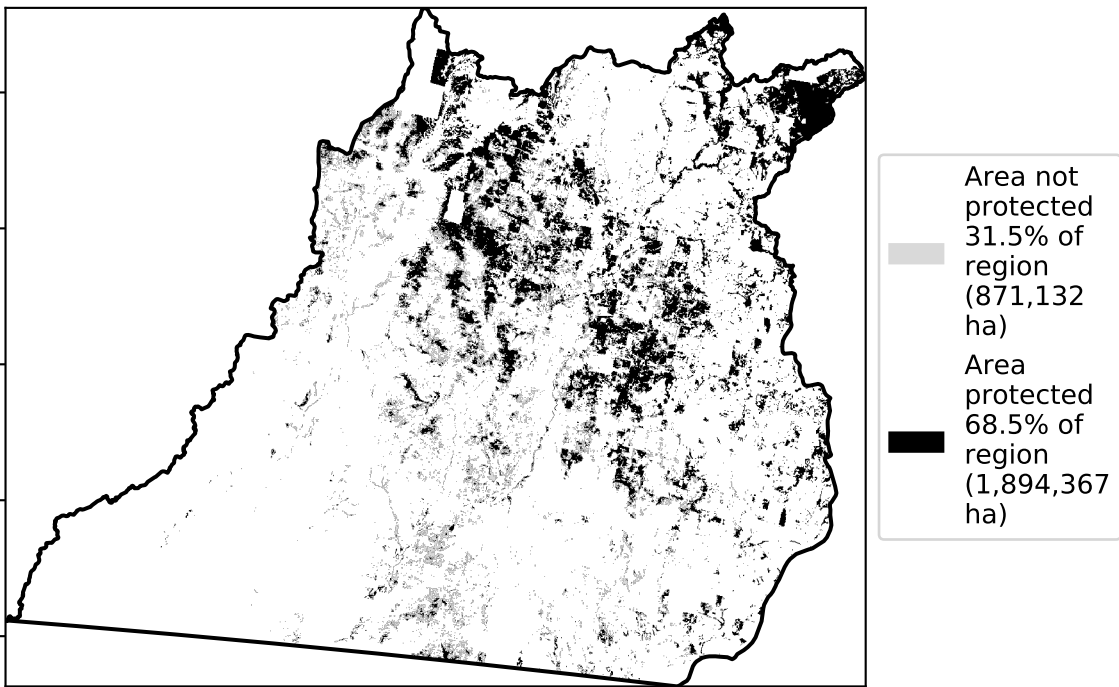 Area not
protected
31.5% of
region
(871,132
ha)
Area
protected
68.5% of
region
(1,894,367
ha)